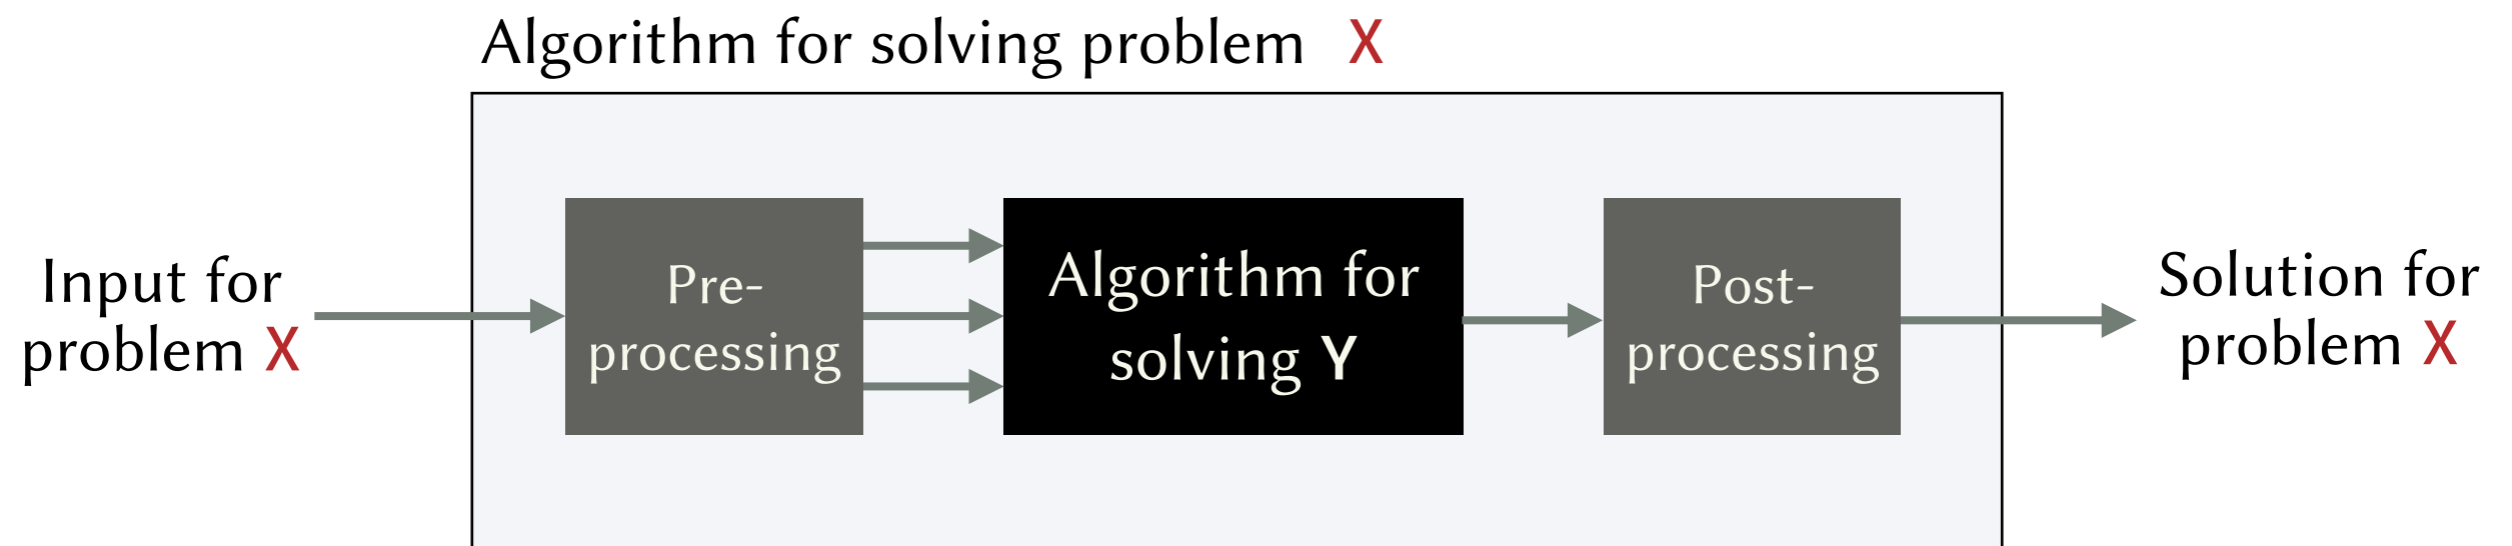 Algorithm for solving problem X
Input for
problem X
Pre-
processing
Algorithm for
solving Y
Post-
processing
Solution for
problem X